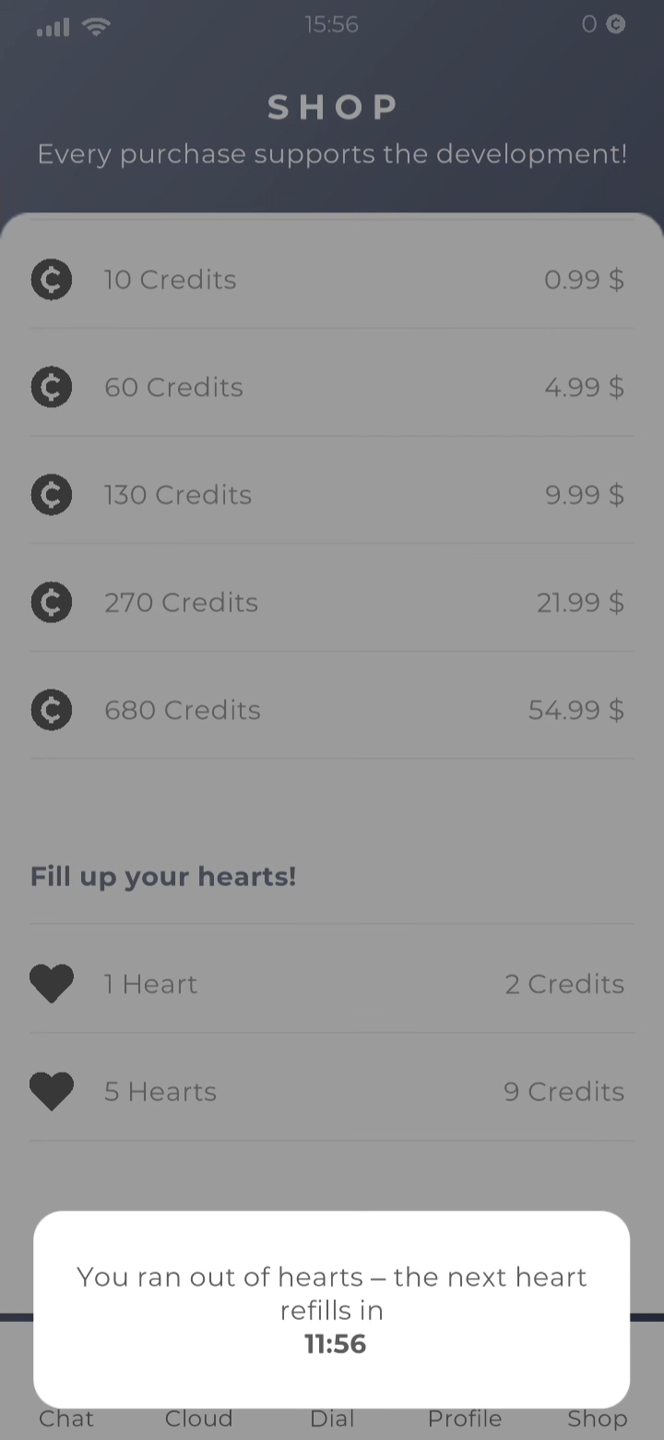 15:56
0
SHOP
Every purchase supports the development!
10 Credits 0.99 $
60 Credits 4.99 $
130 Credits 9.99 $
270 Credits 21.99 $
680 Credits 54.99 $
Fill up your hearts!
1 Heart 2 Credits
5 Hearts 9 Credits
You ran out of hearts – the next heart
refills in
11:56
Chat Cloud Dial Profile Shop